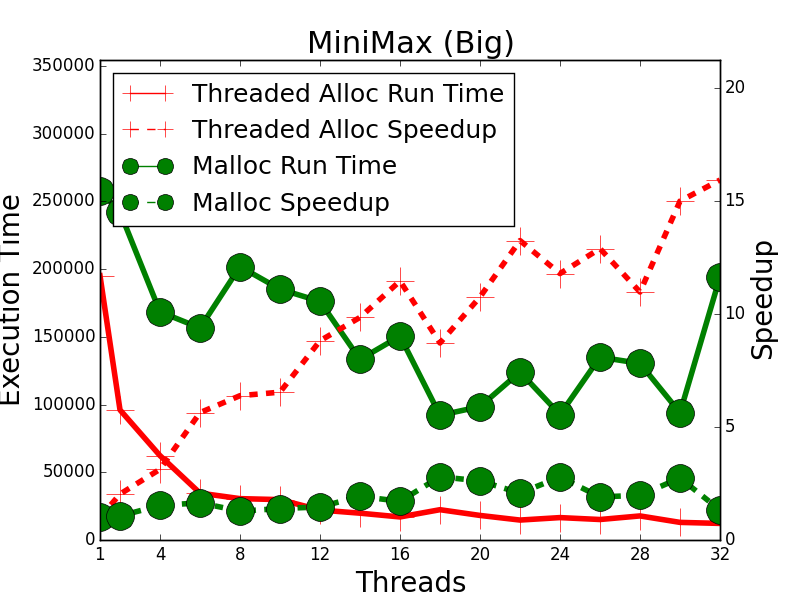 MiniMax (Big)
Threaded Alloc Run Time
Threaded Alloc Speedup
Malloc Run Time
Malloc Speedup
Execution Time
350000
300000
250000
200000
150000
100000
50000
0
Speedup
20
15
10
5
0
1 4 8 12 16 20 24 28 32
Threads